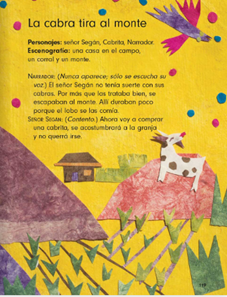 La cabra tira al monte
Personajes: señor Segán, Cabrita, Narrador.
Escenografía: una casa en el campo,
un corral y un monte.
NARRADOR: (Nunca aparece; sólo se escucha su
voz.) El señor Segán no tenía suerte con sus
cabras. Por más que las trataba bien, se
escapaban al monte. Allí duraban poco
porque el lobo se las comía.
SEÑOR SEGÁN: (Contento.) Ahora voy a comprar
una cabrita, se acostumbrará a la granja
y no querrá irse.